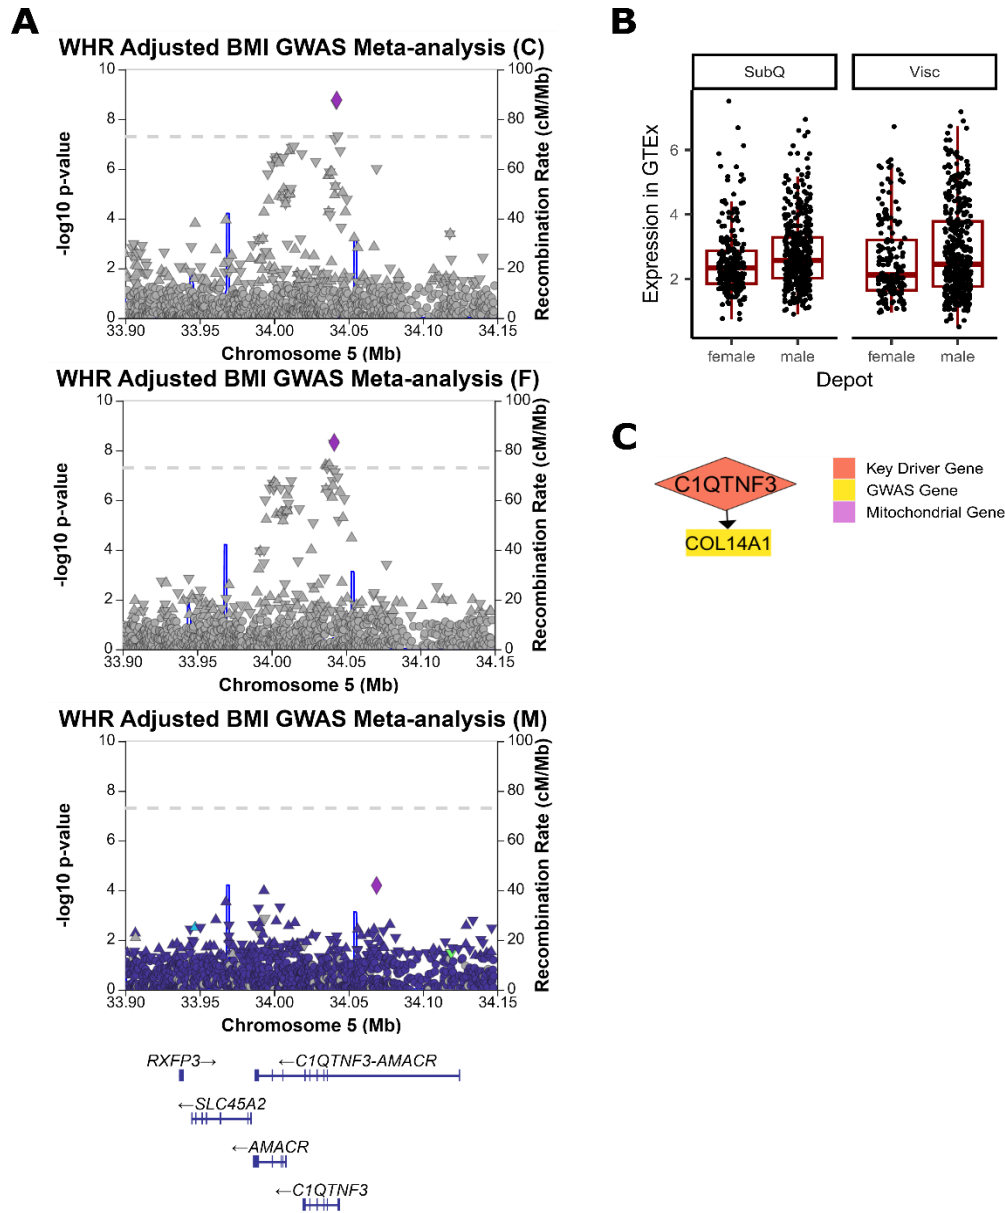 A
WHR Adjusted BMI GWAS Meta-analysis (C)
10
8
6
4
2
0
-log10 p-value
100
80
60
40
20
0
Recombination Rate (cM/Mb)
33.90 33.95 34.00 34.05 34.10 34.15
Chromosome 5 (Mb)
WHR Adjusted BMI GWAS Meta-analysis (F)
10
8
6
4
2
0
-log10 p-value
100
80
60
40
20
0
Recombination Rate (cM/Mb)
33.90 33.95 34.00 34.05 34.10 34.15
Chromosome 5 (Mb)
WHR Adjusted BMI GWAS Meta-analysis (M)
10
8
6
4
2
0
-log10 p-value
100
80
60
40
20
0
Recombination Rate (cM/Mb)
33.90 33.95 34.00 34.05 34.10 34.15
Chromosome 5 (Mb)
RXFP3→ ←C1QTNF3-AMACR
←SLC45A2
←AMACR
←C1QTNF3
B
SubQ Visc
Expression in GTEx
6
4
2
female male female male
Depot
C
C1QTNF3
COL14A1
Key Driver Gene
GWAS Gene
Mitochondrial Gene